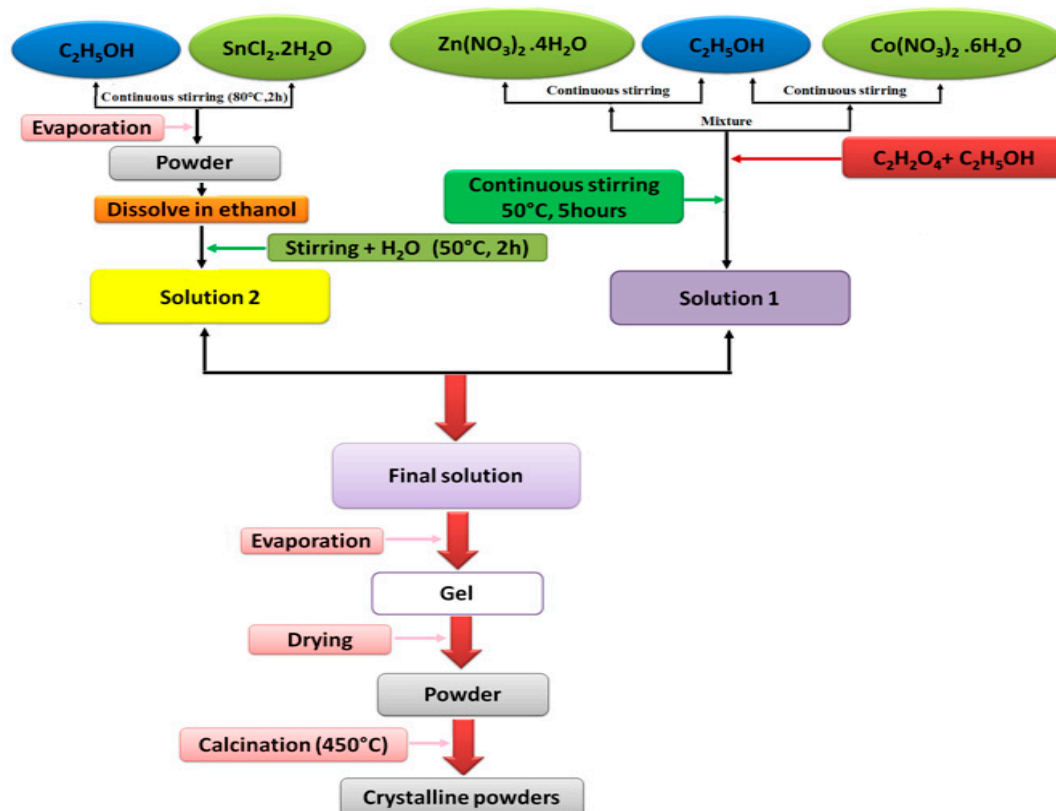 C₂H₅OH
SnCl₂.2H₂O
Zn(NO₃)₂ .4H₂O
C₂H₅OH
Co(NO₃)₂ .6H₂O
Continuous stirring (80°C,2h)
Continuous stirring
Continuous stirring
Evaporation
Mixture
Powder
C₂H₂O₄+ C₂H₅OH
Continuous stirring
50°C, 5hours
Dissolve in ethanol
Stirring + H₂O (50°C, 2h)
Solution 2
Solution 1
Final solution
Evaporation
Gel
Drying
Powder
Calcination (450°C)
Crystalline powders